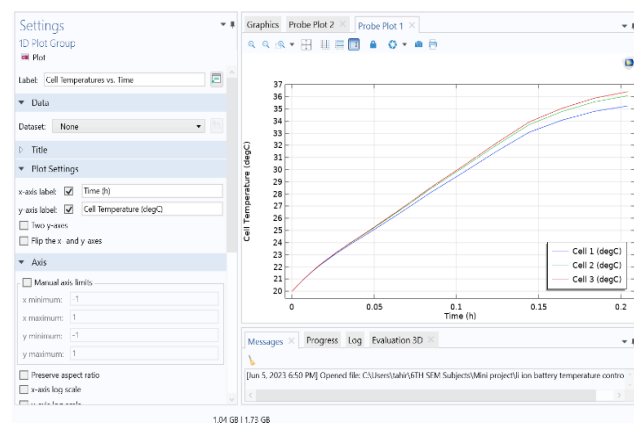 Settings
1D Plot Group
Plot
Label: Cell Temperatures vs. Time
Data
Dataset: None
Title
Plot Settings
x-axis label: Time (h)
y-axis label: Cell Temperature (degC)
Two y-axes
Flip the x and y axes
Axis
Manual axis limits
x minimum: -1
x maximum: 1
y minimum: -1
y maximum: 1
Preserve aspect ratio
x-axis log scale
Graphics Probe Plot 2 Probe Plot 1
37
36
35
34
33
32
31
30
29
28
27
26
25
24
23
22
21
20
Cell Temperature (degC)
0 0.05 0.1 0.15 0.2
Time (h)
Cell 1 (degC)
Cell 2 (degC)
Cell 3 (degC)
Messages Progress Log Evaluation 3D
[Jun 5, 2023 6:50 PM] Opened file: C:\Users\tahir\6TH SEM Subjects\Mini project\li ion battery temperature contro
1.04 GB | 1.73 GB